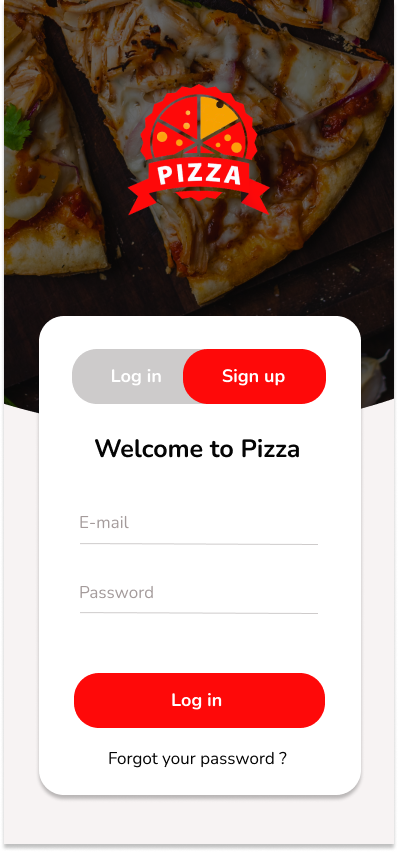 PIZZA
Log in Sign up
Welcome to Pizza
E-mail
Password
Log in
Forgot your password ?